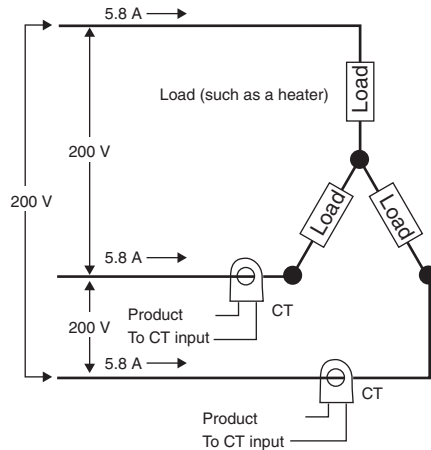 5.8 A
Load
Load (such as a heater)
200 V
200 V
Load
Load
5.8 A
Product
CT
To CT input
200 V
5.8 A
CT
Product
To CT input